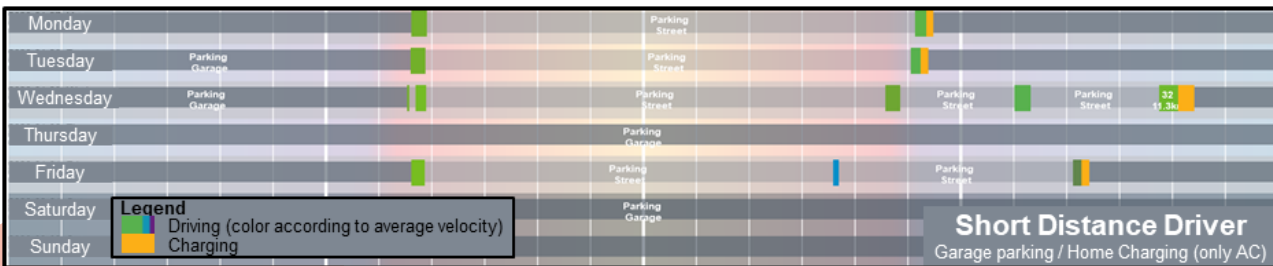 Monday
Parking
Street
Tuesday
Parking
Garage
Parking
Street
Wednesday
Parking
Garage
Parking
Street
Parking
Street
Parking
Street
32
11.3k
Thursday
Parking
Garage
Friday
Parking
Street
Parking
Street
Saturday
Parking
Garage
Sunday
Legend
Driving (color according to average velocity)
Charging
Short Distance Driver
Garage parking / Home Charging (only AC)